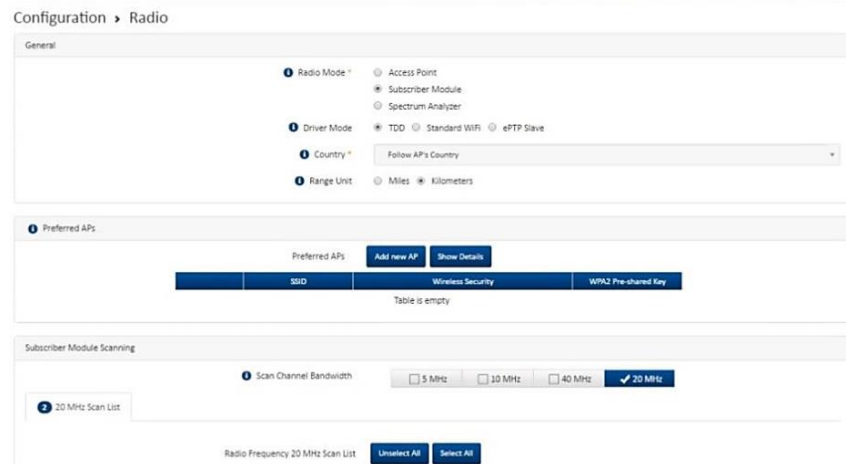 Configuration › Radio
General
Radio Mode *
Access Point
Subscriber Module
Spectrum Analyzer
Driver Mode TDD Standard WiFi ePTP Slave
Country * Follow AP's Country
Range Unit Miles Kilometers
Preferred APs
Preferred APs Add new AP Show Details
SSID Wireless Security WPA2 Pre-shared Key
Table is empty
Subscriber Module Scanning
Scan Channel Bandwidth 5 MHz 10 MHz 40 MHz 20 MHz
2 20 MHz Scan List
Radio Frequency 20 MHz Scan List Unselect All Select All